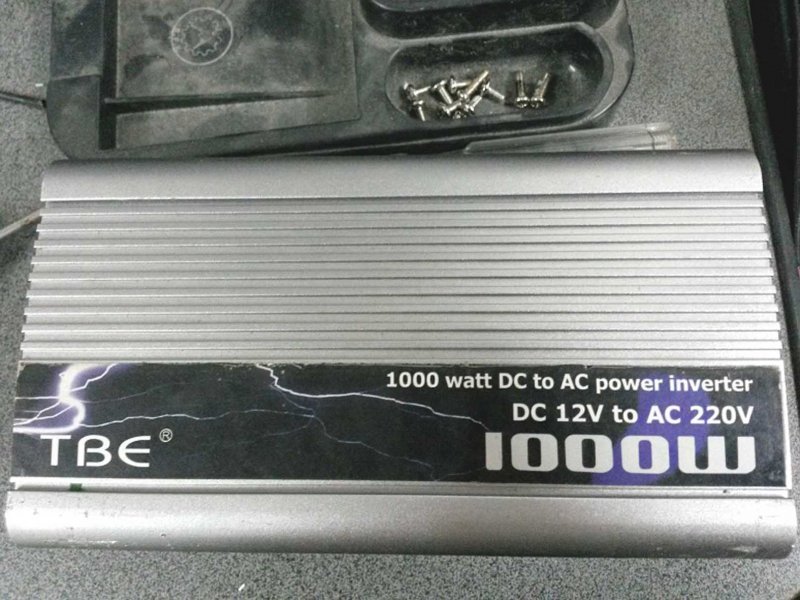 1000 watt DC to AC power inverter
DC 12V to AC 220V
TBE®
1000W